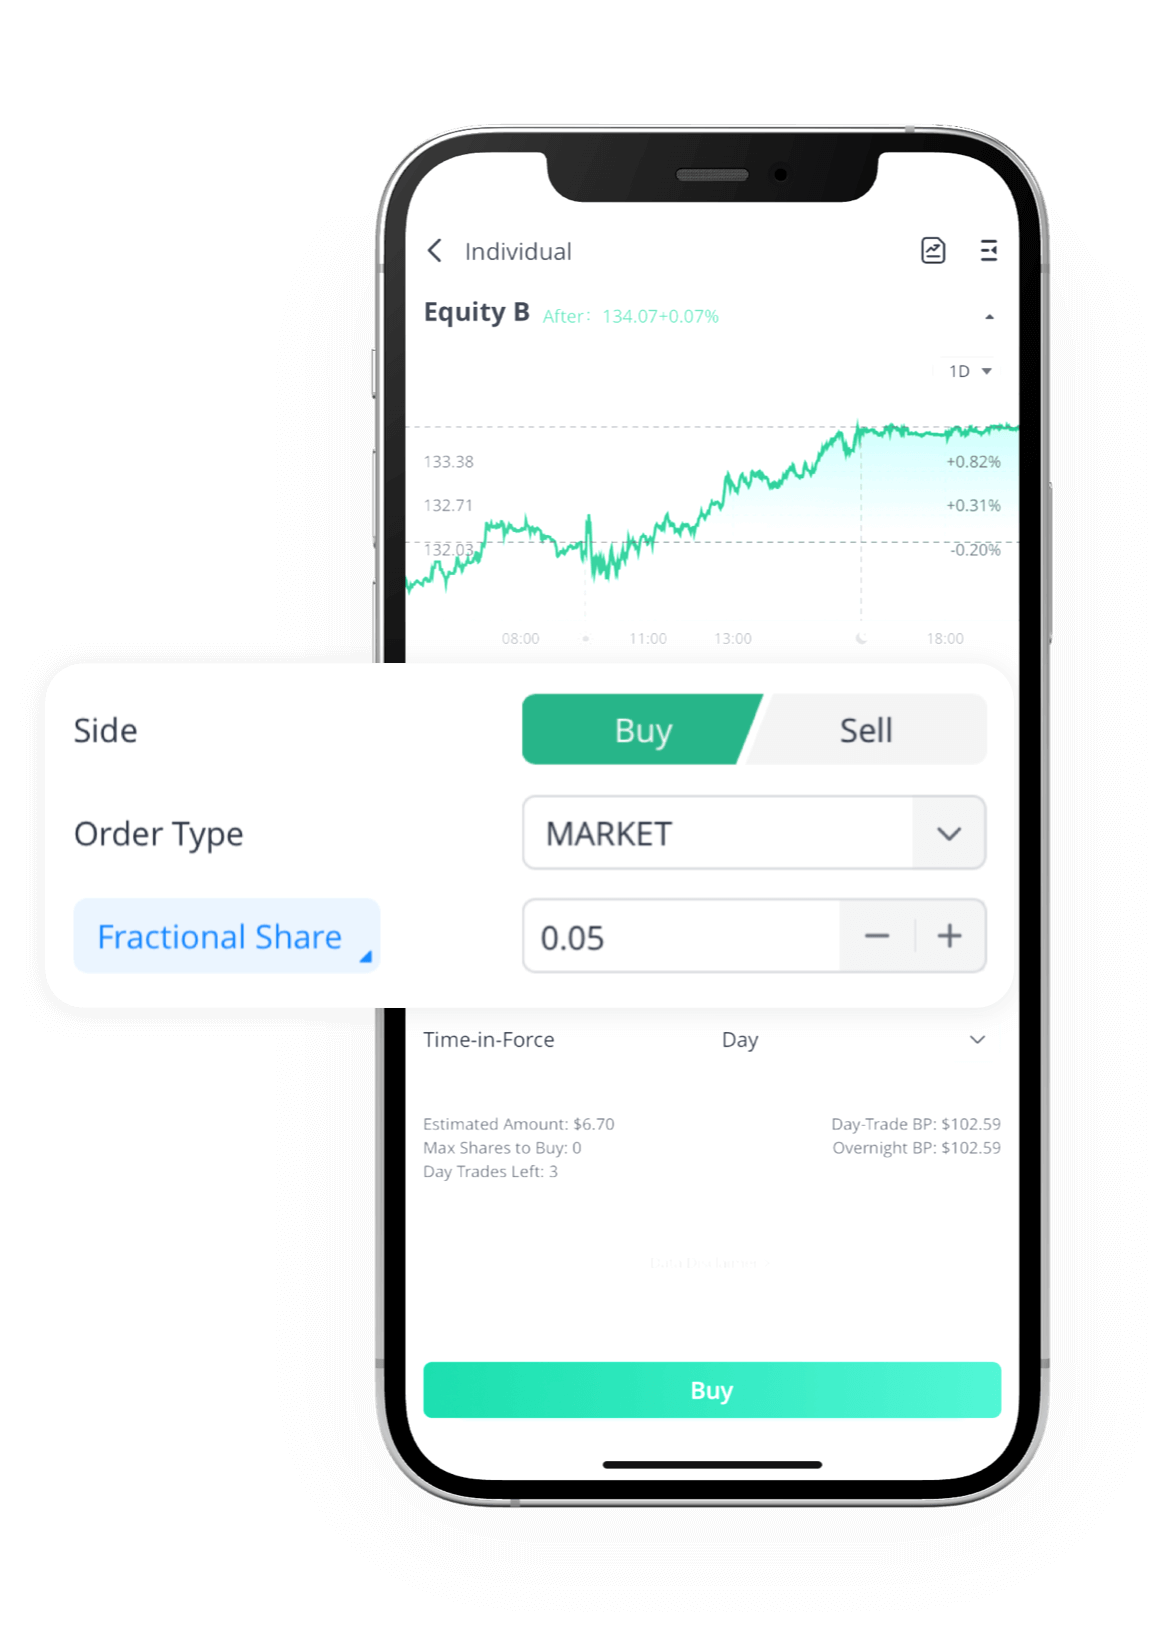 Individual
Equity B After: 134.07+0.07%
1D
133.38 +0.82%
132.71 +0.31%
132.03 -0.20%
08:00 11:00 13:00 18:00
Side Buy Sell
Order Type MARKET
Fractional Share 0.05
Time-in-Force Day
Estimated Amount: $6.70 Day-Trade BP: $102.59
Max Shares to Buy: 0 Overnight BP: $102.59
Day Trades Left: 3
Buy